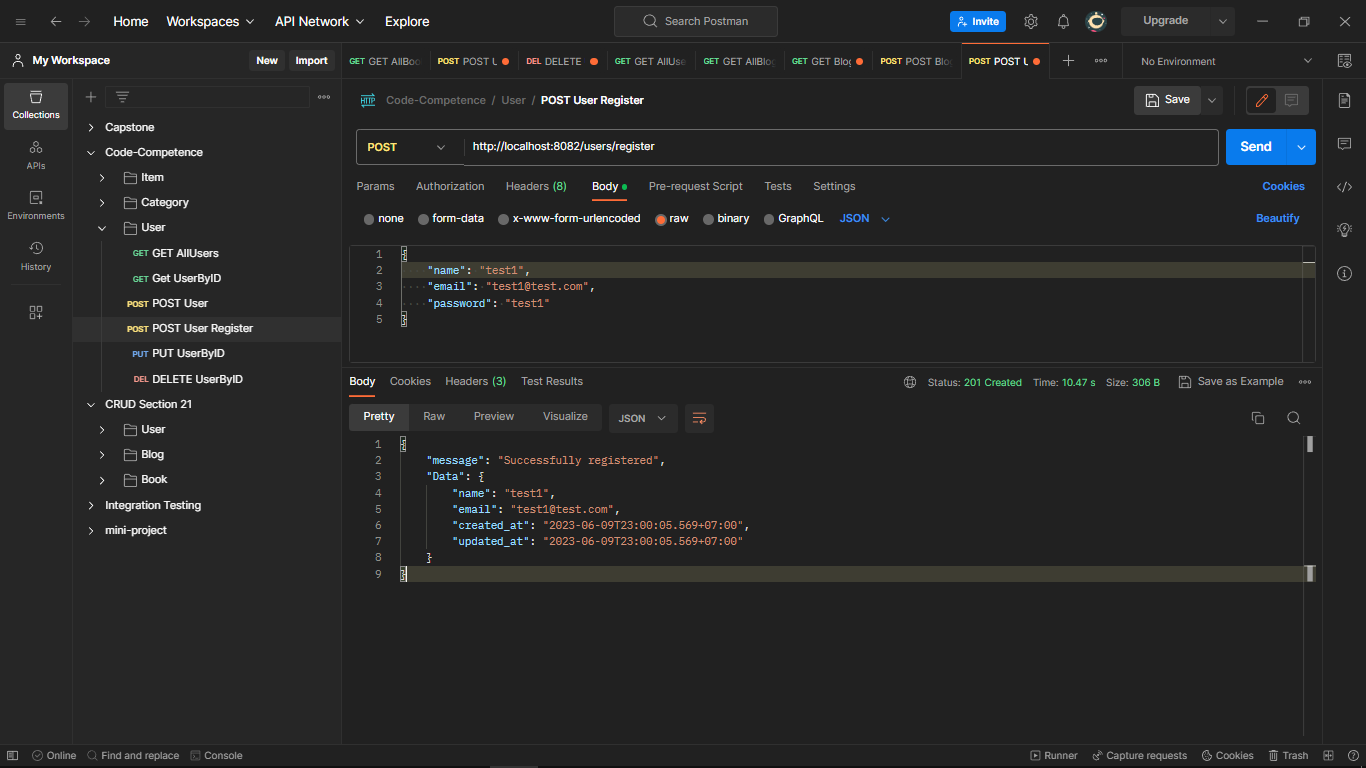 Home Workspaces API Network Explore Search Postman Invite Upgrade
My Workspace New Import GET GET AllBoo POST POST U DEL DELETE GET GET AllUse GET GET AllBlog GET GET Blog POST POST Blo POST POST U No Environment
Collections
APIs
Environments
History
Capstone
Code-Competence
Item
Category
User
GET GET AllUsers
GET Get UserByID
POST POST User
POST POST User Register
PUT PUT UserByID
DEL DELETE UserByID
CRUD Section 21
User
Blog
Book
Integration Testing
mini-project
HTTP Code-Competence / User / POST User Register Save
POST http://localhost:8082/users/register Send
Params Authorization Headers (8) Body Pre-request Script Tests Settings Cookies
none form-data x-www-form-urlencoded raw binary GraphQL JSON Beautify
1 {
2 "name": "test1",
3 "email": "test1@test.com",
4 "password": "test1"
5 }
Body Cookies Headers (3) Test Results Status: 201 Created Time: 10.47 s Size: 306 B Save as Example
Pretty Raw Preview Visualize JSON
1 {
2 "message": "Successfully registered",
3 "Data": {
4 "name": "test1",
5 "email": "test1@test.com",
6 "created_at": "2023-06-09T23:00:05.569+07:00",
7 "updated_at": "2023-06-09T23:00:05.569+07:00"
8 }
9 }
Online Find and replace Console Runner Capture requests Cookies Trash